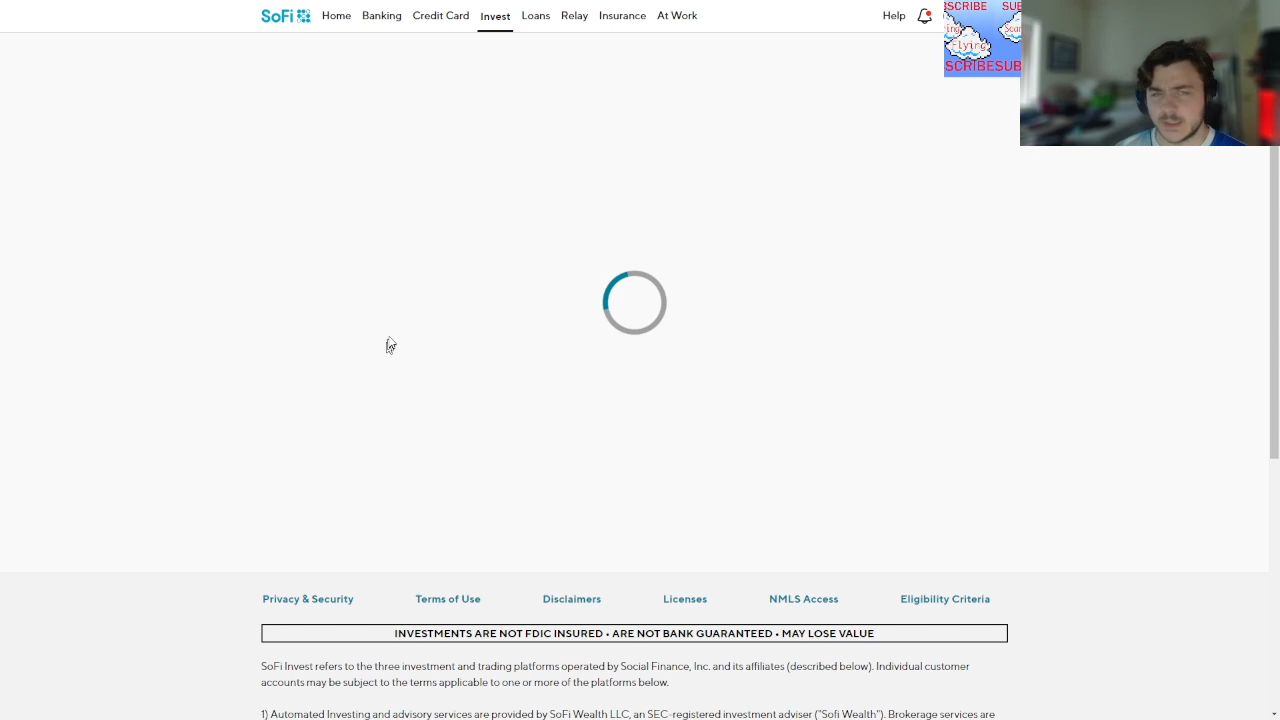 SoFi Home Banking Credit Card Invest Loans Relay Insurance At Work Help
SUB
Flying
SUB
Privacy & Security Terms of Use Disclaimers Licenses NMLS Access Eligibility Criteria
INVESTMENTS ARE NOT FDIC INSURED • ARE NOT BANK GUARANTEED • MAY LOSE VALUE
SoFi Invest refers to the three investment and trading platforms operated by Social Finance, Inc. and its affiliates (described below). Individual customer
accounts may be subject to the terms applicable to one or more of the platforms below.
1) Automated Investing and advisory services are provided by SoFi Wealth LLC, an SEC-registered investment adviser ("Sofi Wealth"). Brokerage services are